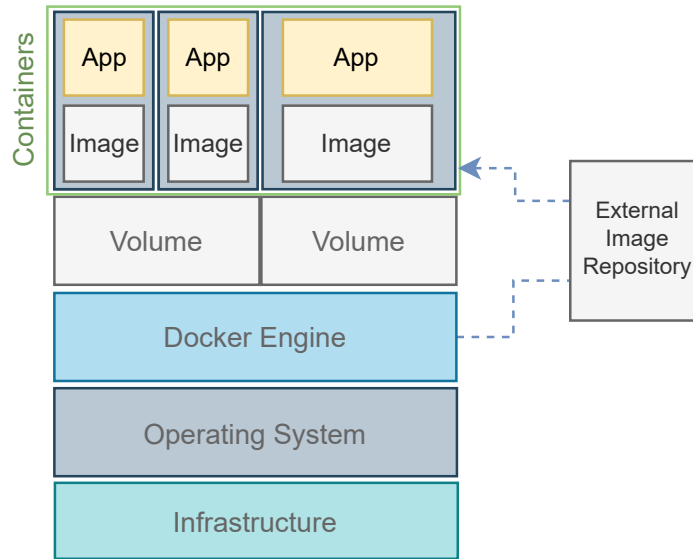 Containers
App
App
App
Image
Image
Image
Volume
Volume
External
Image
Repository
Docker Engine
Operating System
Infrastructure